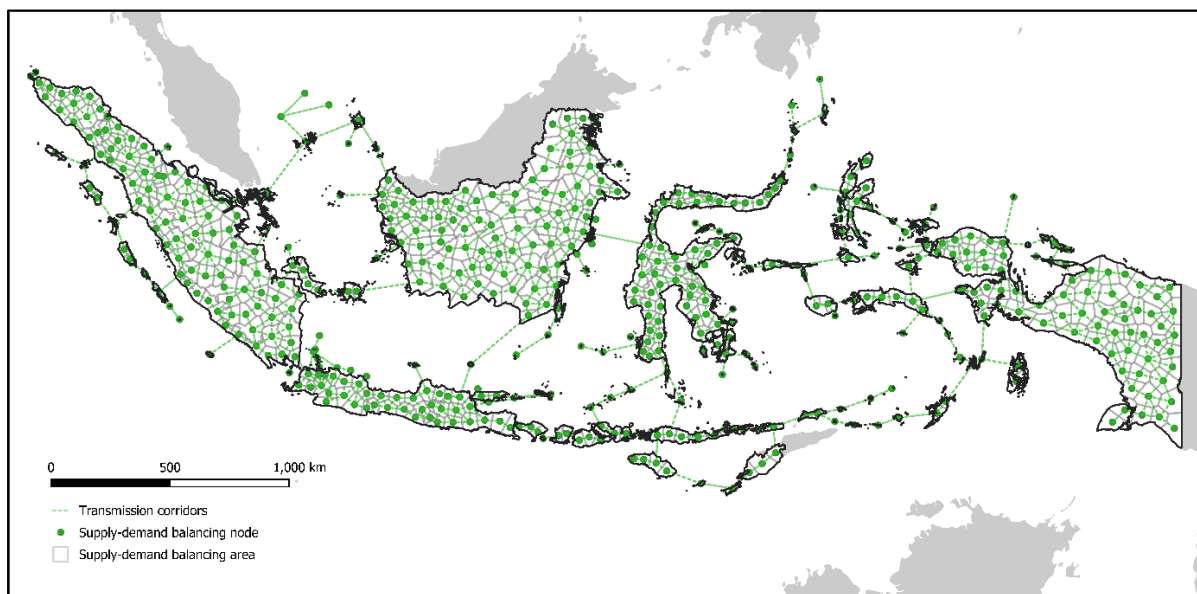 0 500 1,000 km
Transmission corridors
Supply-demand balancing node
Supply-demand balancing area